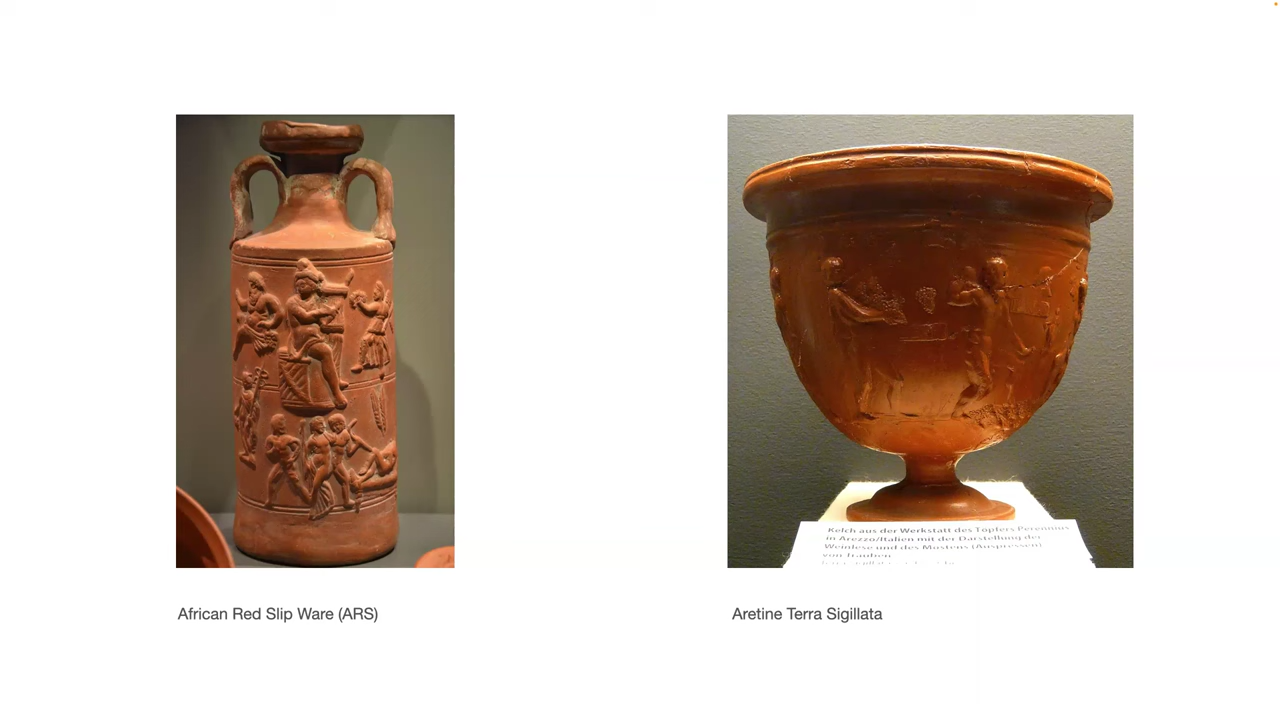 Kelch aus der Werkstatt des Töpfers Perennius
in Arezzo/Italien mit der Darstellung der
Weinlese und des Mostens (Auspressen)
von Trauben
African Red Slip Ware (ARS)
Aretine Terra Sigillata